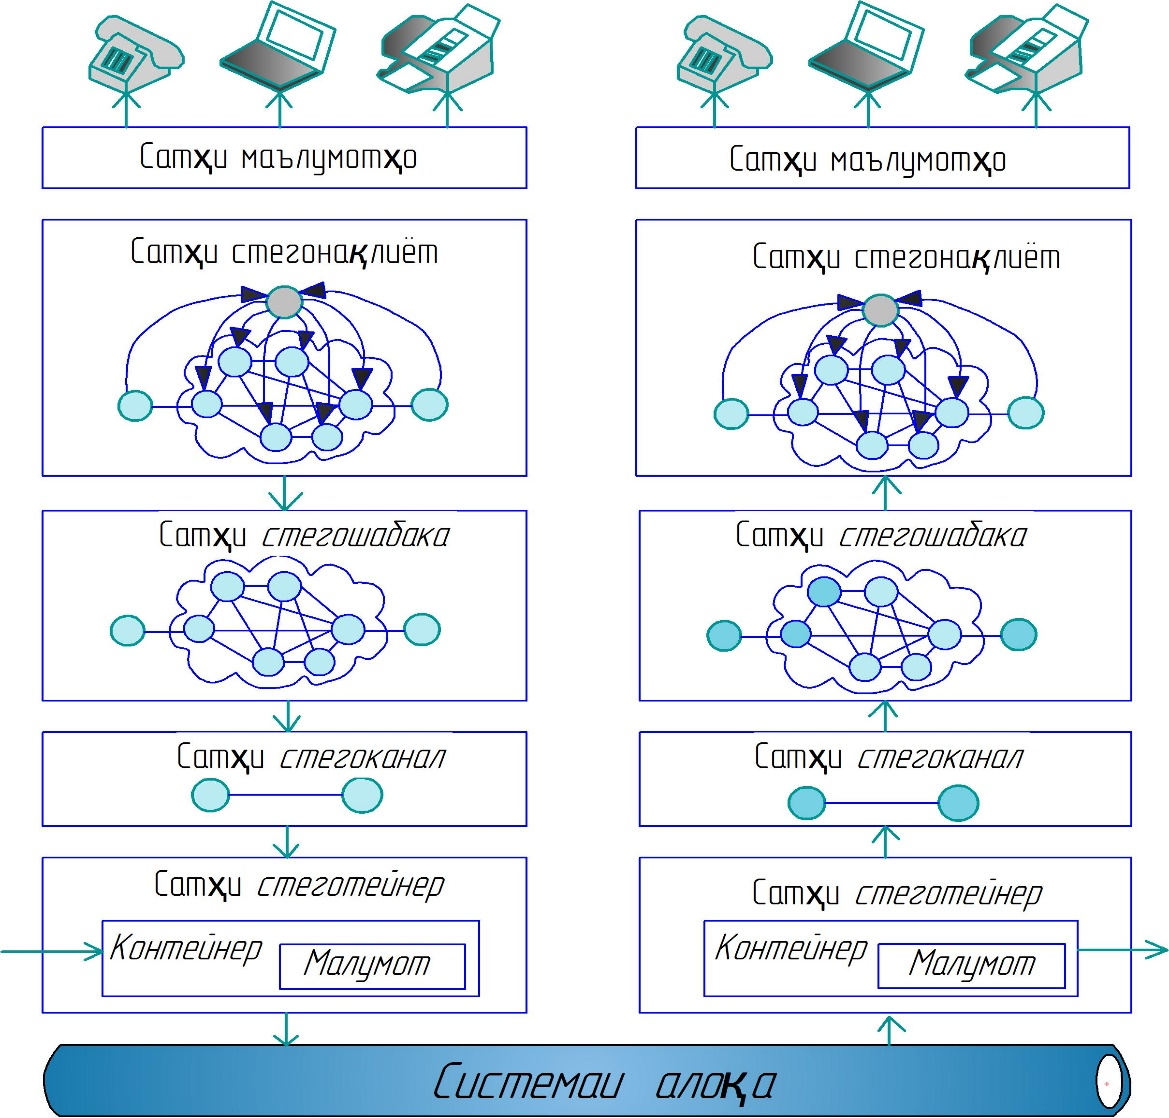 Сатҳи маълумотҳо
Сатҳи стегонақлиёт
Сатҳи стегошабака
Сатҳи стегоканал
Сатҳи стеготейнер
Контейнер
Малумот
Сатҳи маълумотҳо
Сатҳи стегонақлиёт
Сатҳи стегошабака
Сатҳи стегоканал
Сатҳи стеготейнер
Контейнер
Малумот
Системаи алоқа